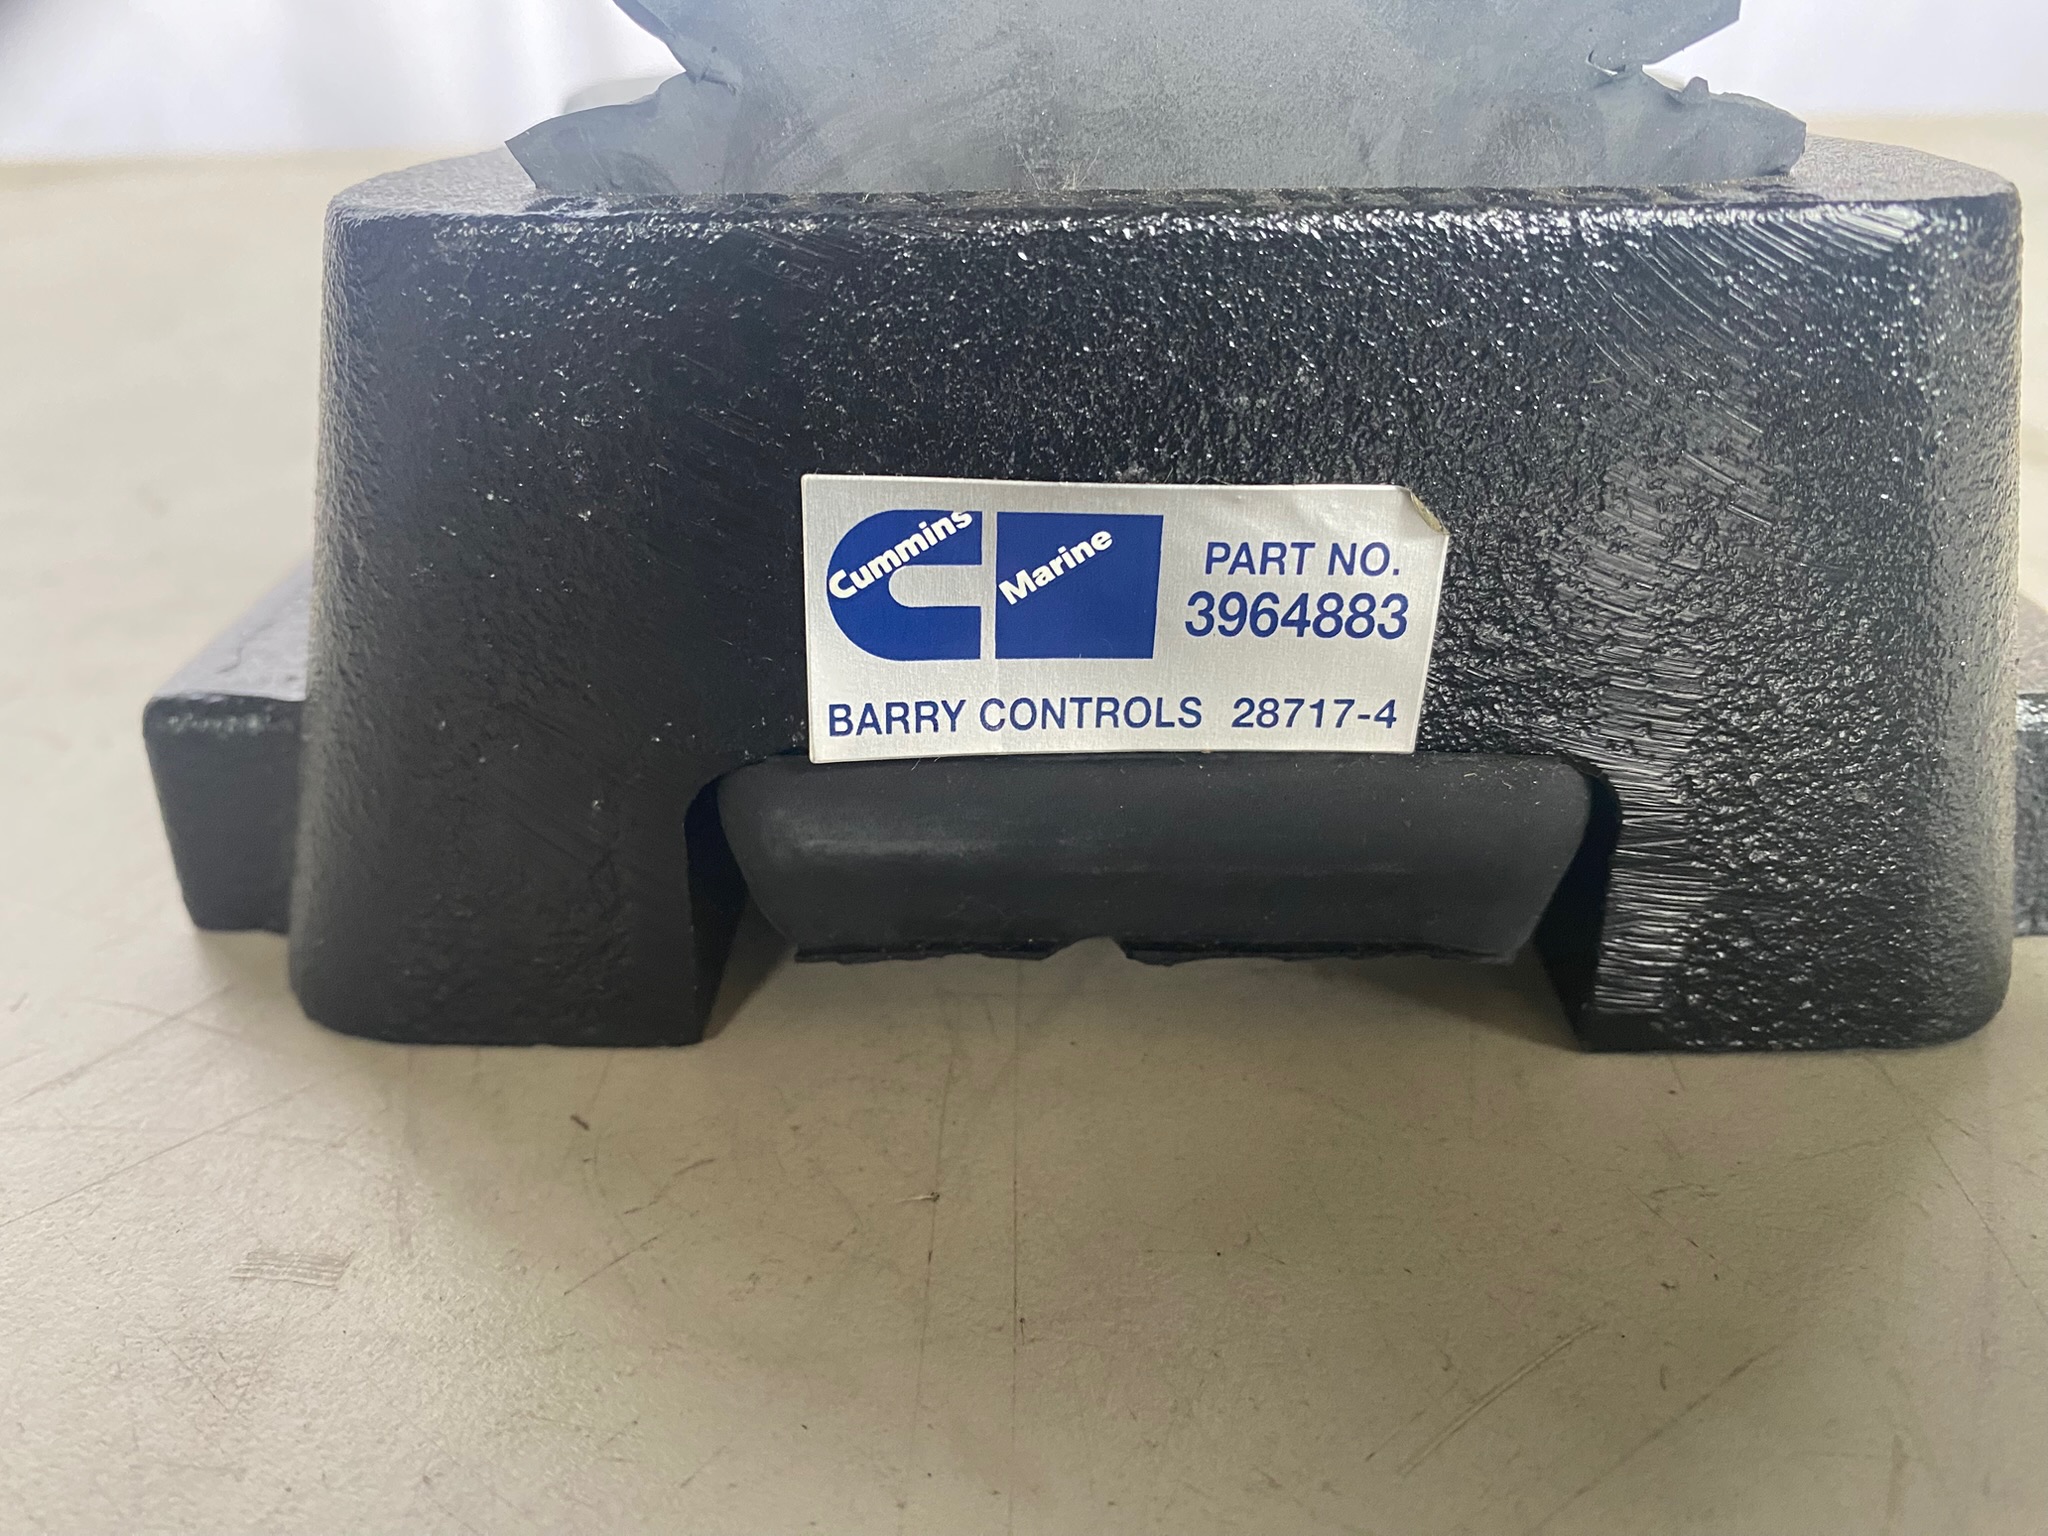 Cummins Marine
PART NO.
3964883
BARRY CONTROLS 28717-4